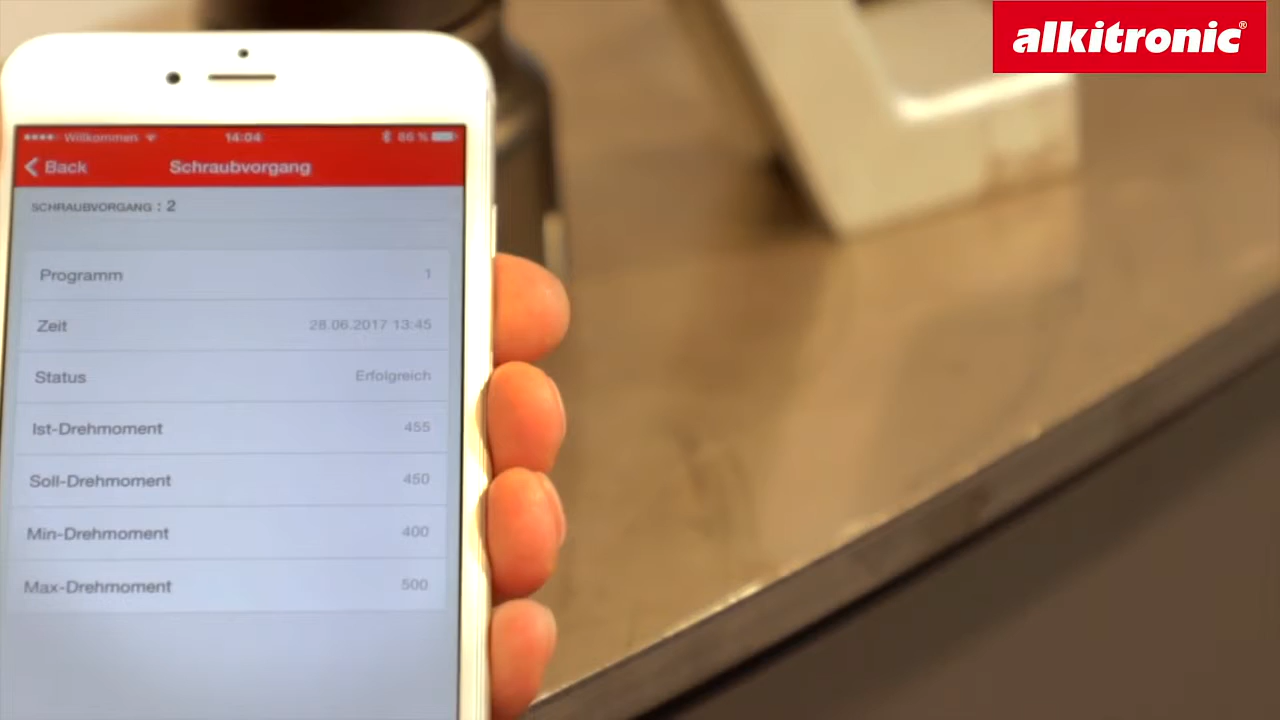 alkitronic®
Willkommen 14:04 86 %
Back Schraubvorgang
SCHRAUBVORGANG : 2
Programm 1
Zeit 28.06.2017 13:45
Status Erfolgreich
Ist-Drehmoment 455
Soll-Drehmoment 450
Min-Drehmoment 400
Max-Drehmoment 500